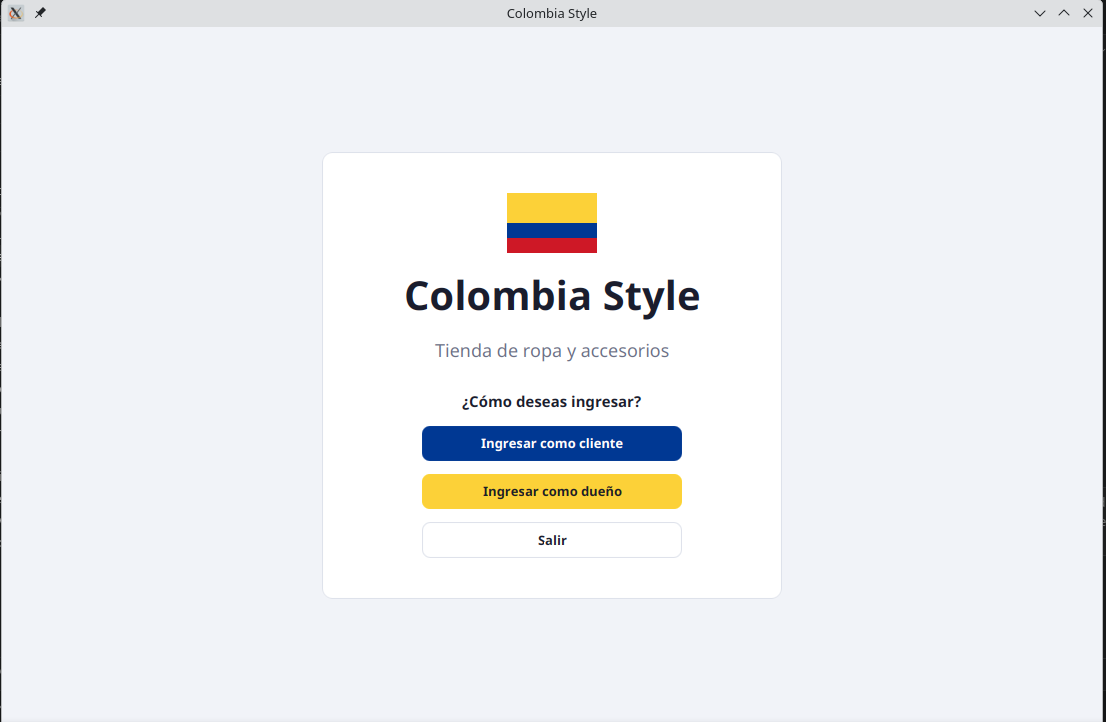 Colombia Style
Colombia Style
Tienda de ropa y accesorios
¿Cómo deseas ingresar?
Ingresar como cliente
Ingresar como dueño
Salir